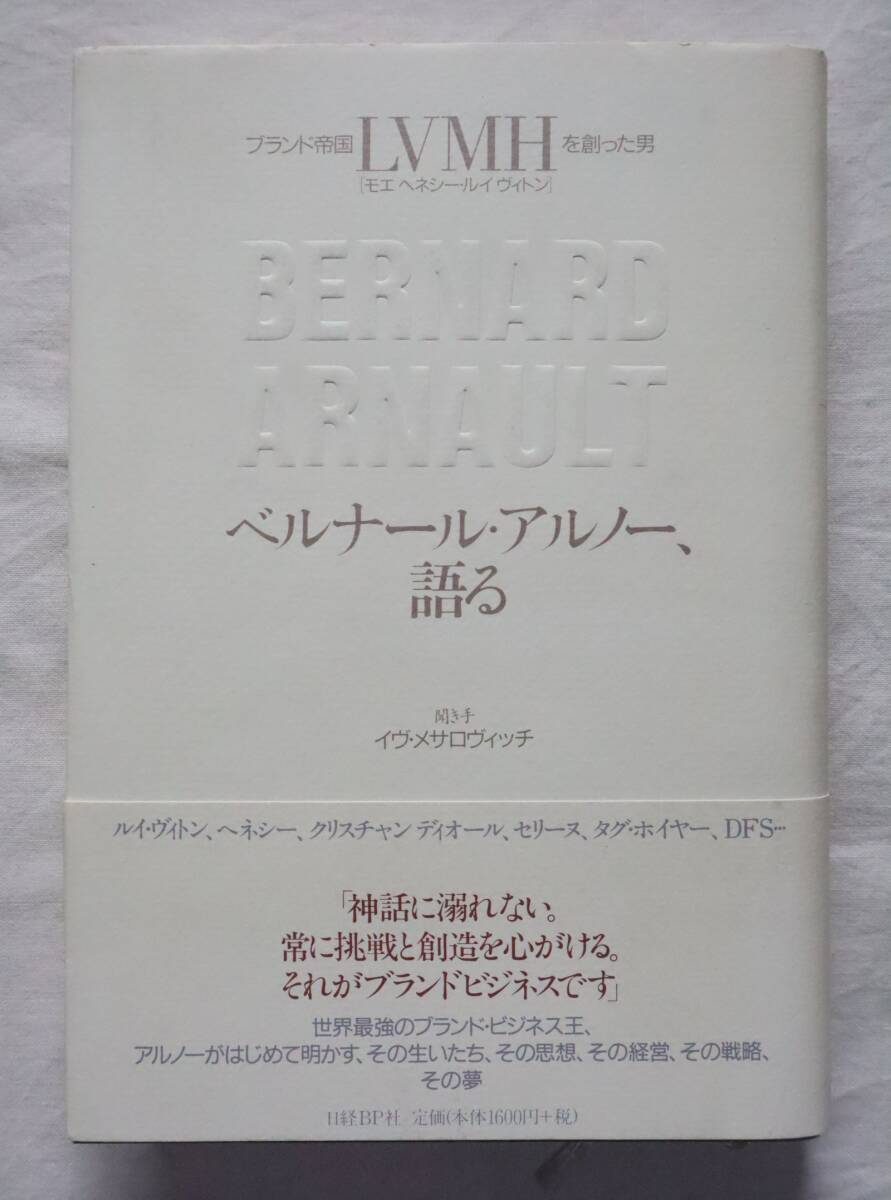 ブランド帝国LVMHを創った男
[モエ ヘネシー・ルイ ヴィトン]
BERNARD
ARNAULT
ベルナール・アルノー、
語る
聞き手
イヴ・メサロヴィッチ
ルイ・ヴィトン、ヘネシー、クリスチャン ディオール、セリーヌ、タグ・ホイヤー、DFS…
「神話に溺れない。
常に挑戦と創造を心がける。
それがブランドビジネスです」
世界最強のブランド・ビジネス王、
アルノーがはじめて明かす、その生いたち、その思想、その経営、その戦略、
その夢
日経BP社 定価(本体1600円+税)